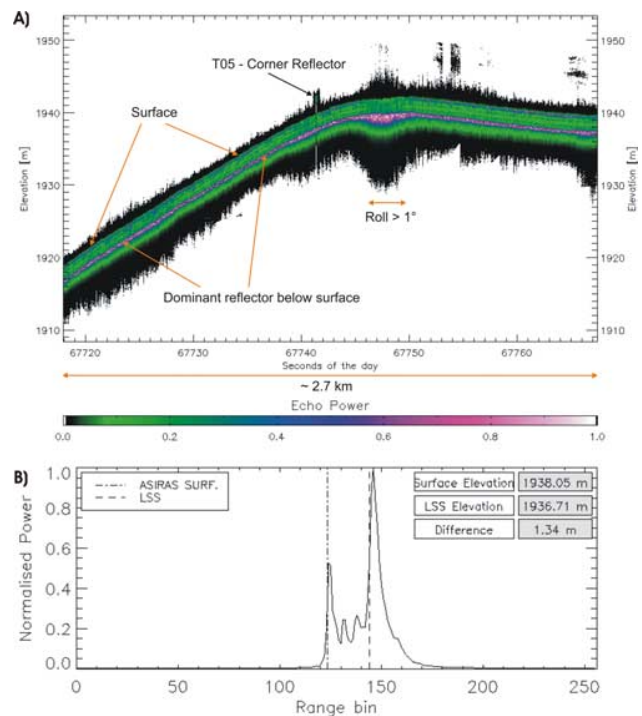 A)
1950
1940
1930
1920
1910
Elevation [m]
T05 - Corner Reflector
Surface
Roll > 1°
Dominant reflector below surface
1950
1940
1930
1920
1910
Elevation [m]
67720 67730 67740 67750 67760
Seconds of the day
~ 2.7 km
Echo Power
0.0 0.2 0.4 0.6 0.8 1.0
B)
1.0
0.8
0.6
0.4
0.2
0.0
Normalised Power
ASIRAS SURF.
LSS
Surface Elevation 1938.05 m
LSS Elevation 1936.71 m
Difference 1.34 m
0 50 100 150 200 250
Range bin